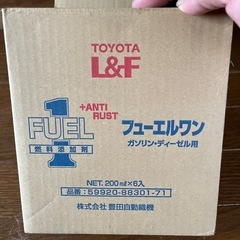 TOYOTA
L&F
+ANTI
RUST
FUEL
1
燃料添加剤
フューエルワン
ガソリン・ディーゼル用
NET.200ml×6入
品番:59920-88301-71
株式会社 豊田自動織機